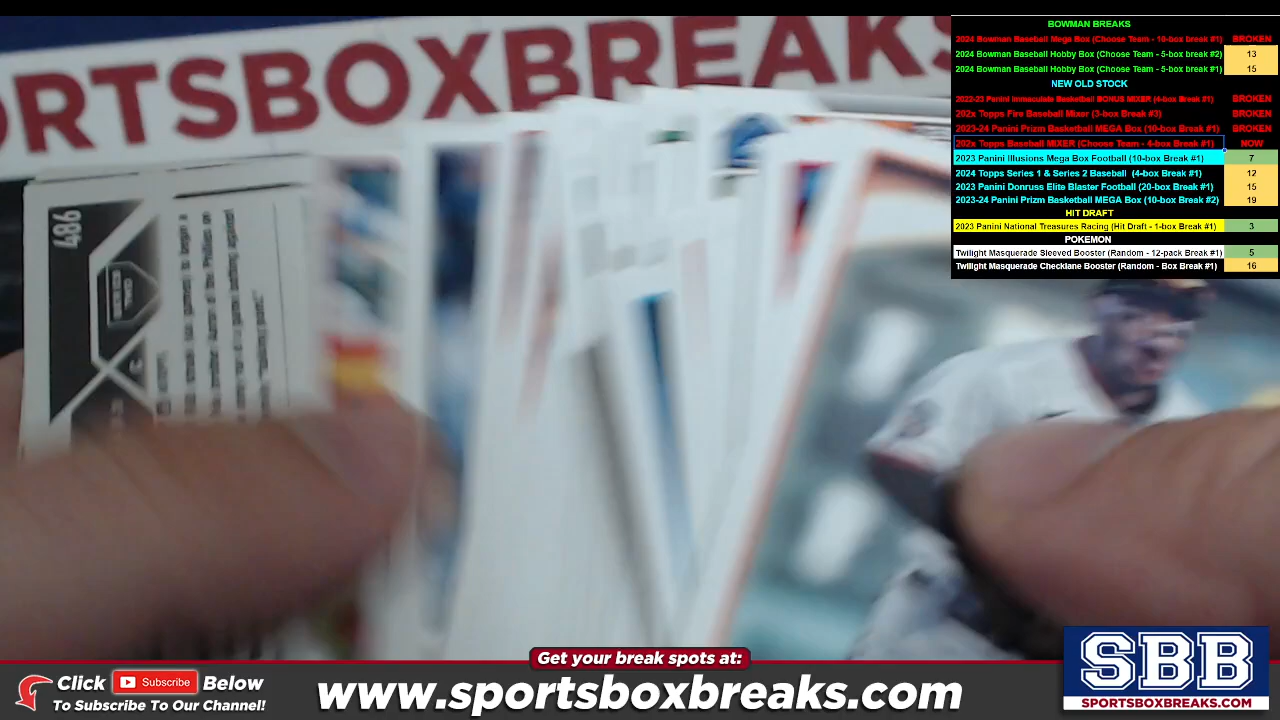 PORTSBOXBREAKS
BOWMAN BREAKS
2024 Bowman Baseball Mega Box (Choose Team - 10-box break #1) BROKEN
2024 Bowman Baseball Hobby Box (Choose Team - 5-box break #2) 13
2024 Bowman Baseball Hobby Box (Choose Team - 5-box break #1) 15
NEW OLD STOCK
2022-23 Panini Immaculate Basketball BONUS MIXER (4-box Break #1) BROKEN
202x Topps Fire Baseball Mixer (3-box Break #3) BROKEN
2023-24 Panini Prizm Basketball MEGA Box (10-box Break #1) BROKEN
202x Topps Baseball MIXER (Choose Team - 4-box Break #1) NOW
2023 Panini Illusions Mega Box Football (10-box Break #1) 7
2024 Topps Series 1 & Series 2 Baseball (4-box Break #1) 12
2023 Panini Donruss Elite Blaster Football (20-box Break #1) 15
2023-24 Panini Prizm Basketball MEGA Box (10-box Break #2) 19
HIT DRAFT
2023 Panini National Treasures Racing (Hit Draft - 1-box Break #1) 3
POKEMON
Twilight Masquerade Sleeved Booster (Random - 12-pack Break #1) 5
Twilight Masquerade Checklane Booster (Random - Box Break #1) 16
486
Get your break spots at:
Click Subscribe Below
To Subscribe To Our Channel!
www.sportsboxbreaks.com
SBB
SPORTSBOXBREAKS.COM